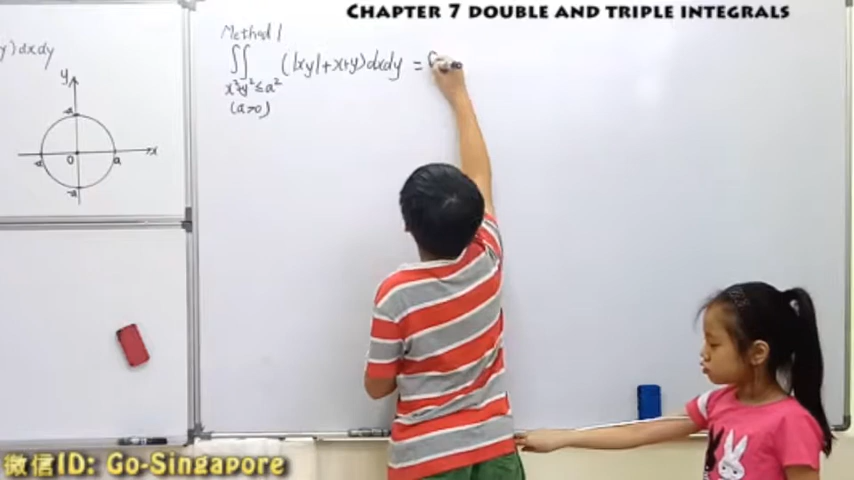 CHAPTER 7 DOUBLE AND TRIPLE INTEGRALS
y) dxdy
y
a
-a
0
a
x
-a
Method 1
∬ (|xy|+x+y)dxdy =
x²+y²≤a²
(a>0)
微信ID: Go-Singapore